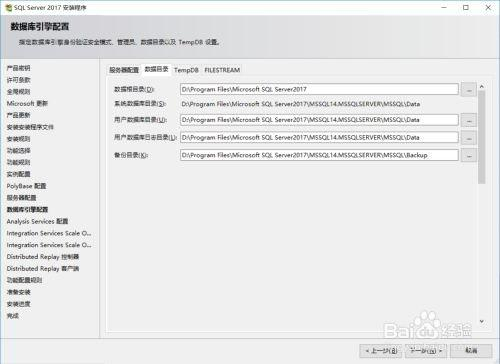 SQL Server 2017 安装程序
数据库引擎配置
指定数据库引擎身份验证安全模式、管理员、数据目录以及 TempDB 设置。
产品密钥
许可条款
全局规则
Microsoft 更新
产品更新
安装安装程序文件
安装规则
功能选择
功能规则
实例配置
PolyBase 配置
服务器配置
数据库引擎配置
Analysis Services 配置
Integration Services Scale O...
Integration Services Scale O...
Distributed Replay 控制器
Distributed Replay 客户端
功能配置规则
准备安装
安装进度
完成
服务器配置 数据目录 TempDB FILESTREAM
数据根目录(D): D:\Program Files\Microsoft SQL Server2017 ...
系统数据库目录(S): D:\Program Files\Microsoft SQL Server2017\MSSQL14.MSSQLSERVER\MSSQL\Data
用户数据库目录(U): D:\Program Files\Microsoft SQL Server2017\MSSQL14.MSSQLSERVER\MSSQL\Data ...
用户数据库日志目录(L): D:\Program Files\Microsoft SQL Server2017\MSSQL14.MSSQLSERVER\MSSQL\Data ...
备份目录(K): D:\Program Files\Microsoft SQL Server2017\MSSQL14.MSSQLSERVER\MSSQL\Backup ...
Baidu 经验
< 上一步(B) 下一步(N) > 取消